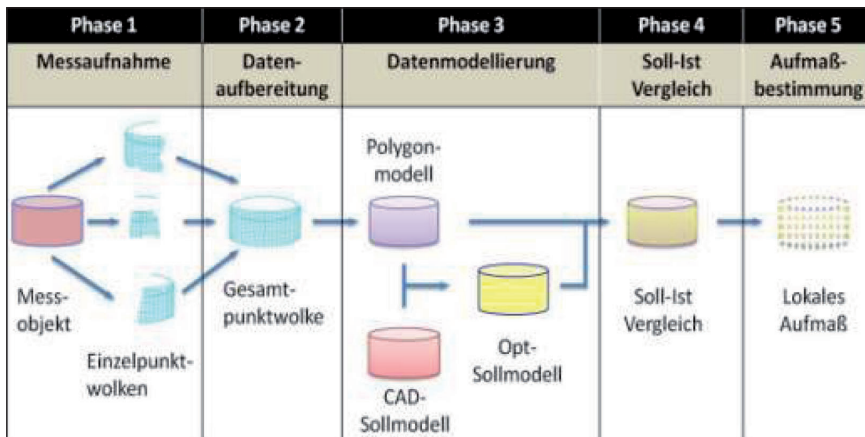 Phase 1
Phase 2
Phase 3
Phase 4
Phase 5
Messaufnahme
Daten-
aufbereitung
Datenmodellierung
Soll-Ist
Vergleich
Aufmaß-
bestimmung
Polygon-
modell
Mess-
objekt
Gesamt-
punktwolke
Soll-Ist
Vergleich
Lokales
Aufmaß
Einzelpunkt-
wolken
Opt-
Sollmodell
CAD-
Sollmodell